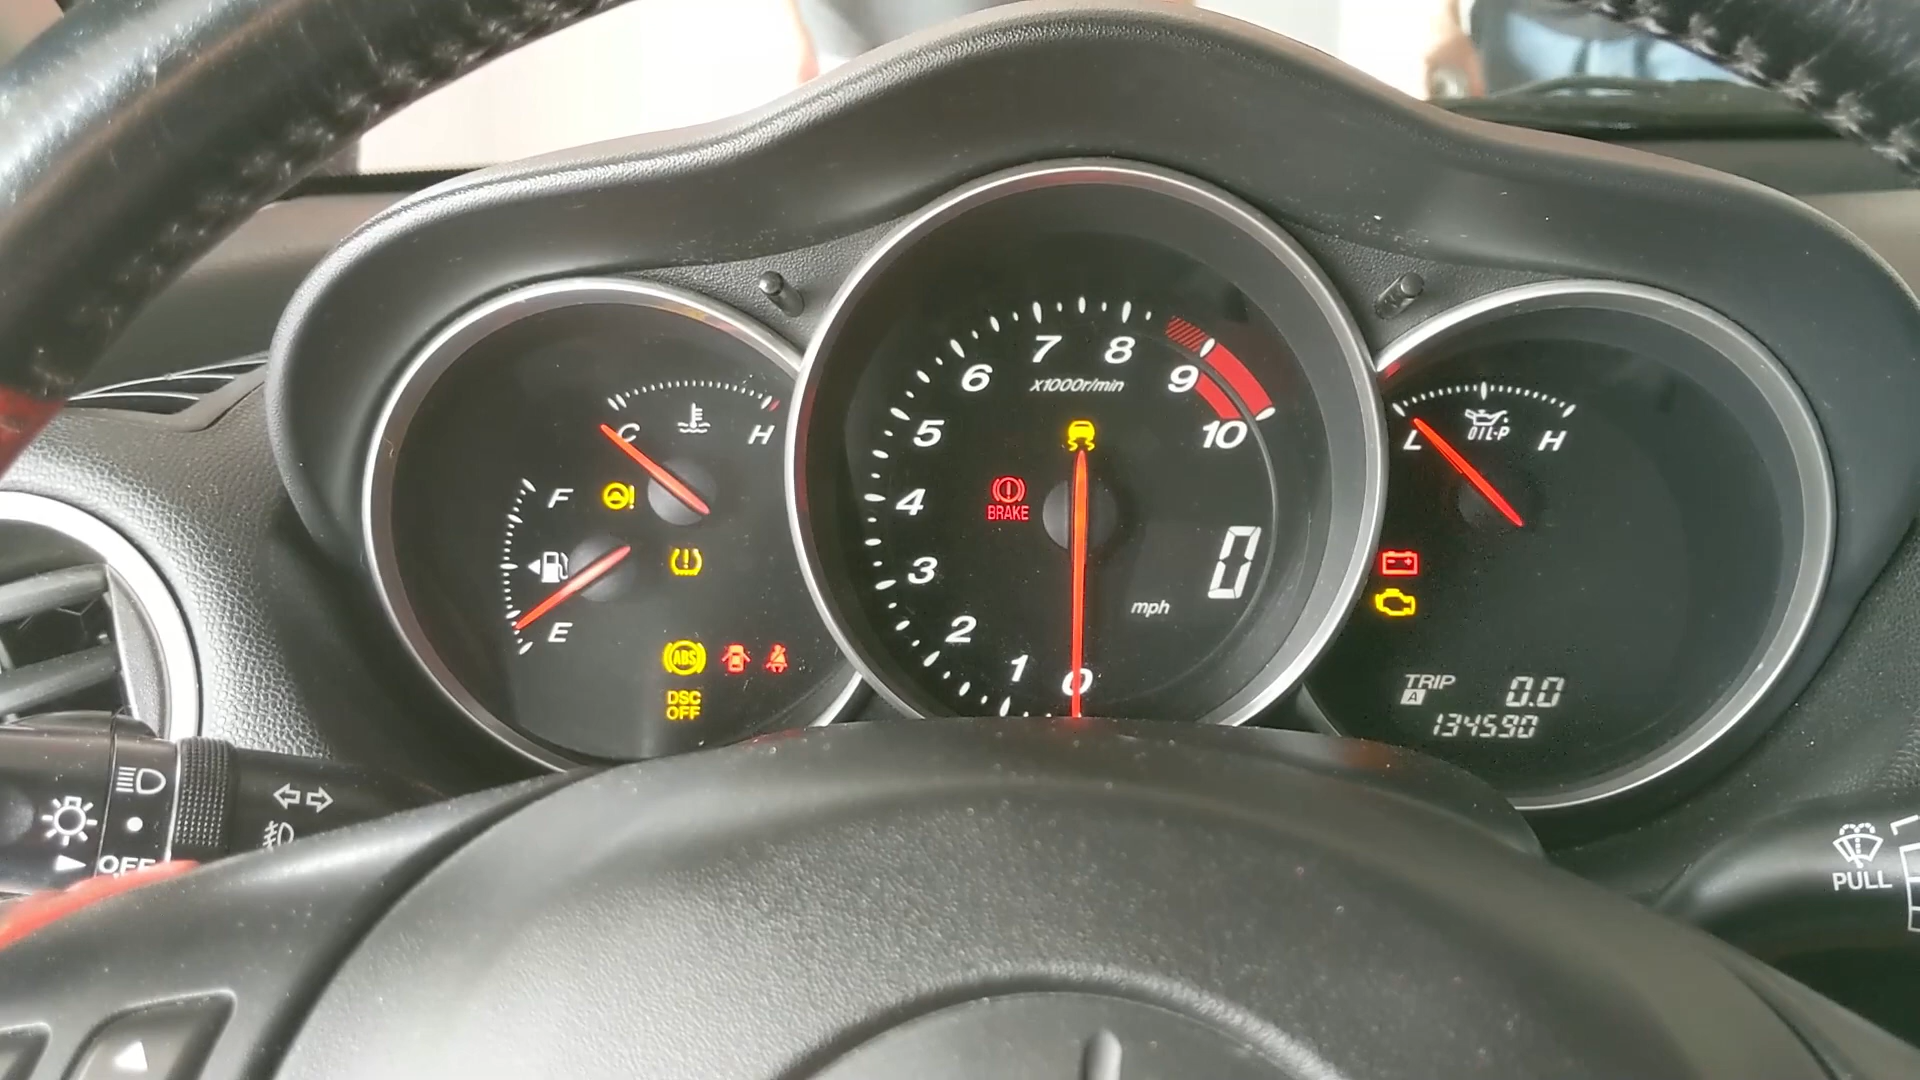 C H
F
E
ABS
DSC
OFF
7 8
6 x1000r/min 9
5 10
4
BRAKE
3 0
2 mph
1 0
L OIL-P H
TRIP
A 0.0
134590
OFF
PULL